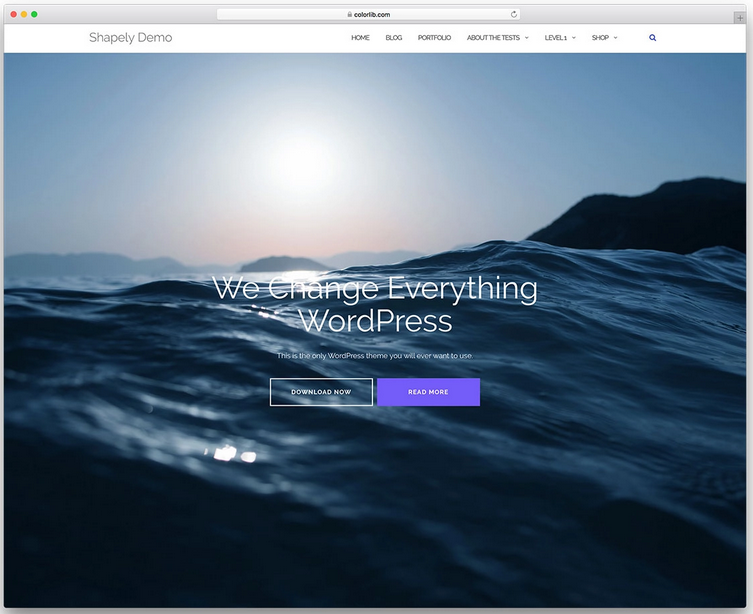 colorlib.com
Shapely Demo
HOME BLOG PORTFOLIO ABOUT THE TESTS LEVEL 1 SHOP
We Change Everything
WordPress
This is the only WordPress theme you will ever want to use.
DOWNLOAD NOW READ MORE